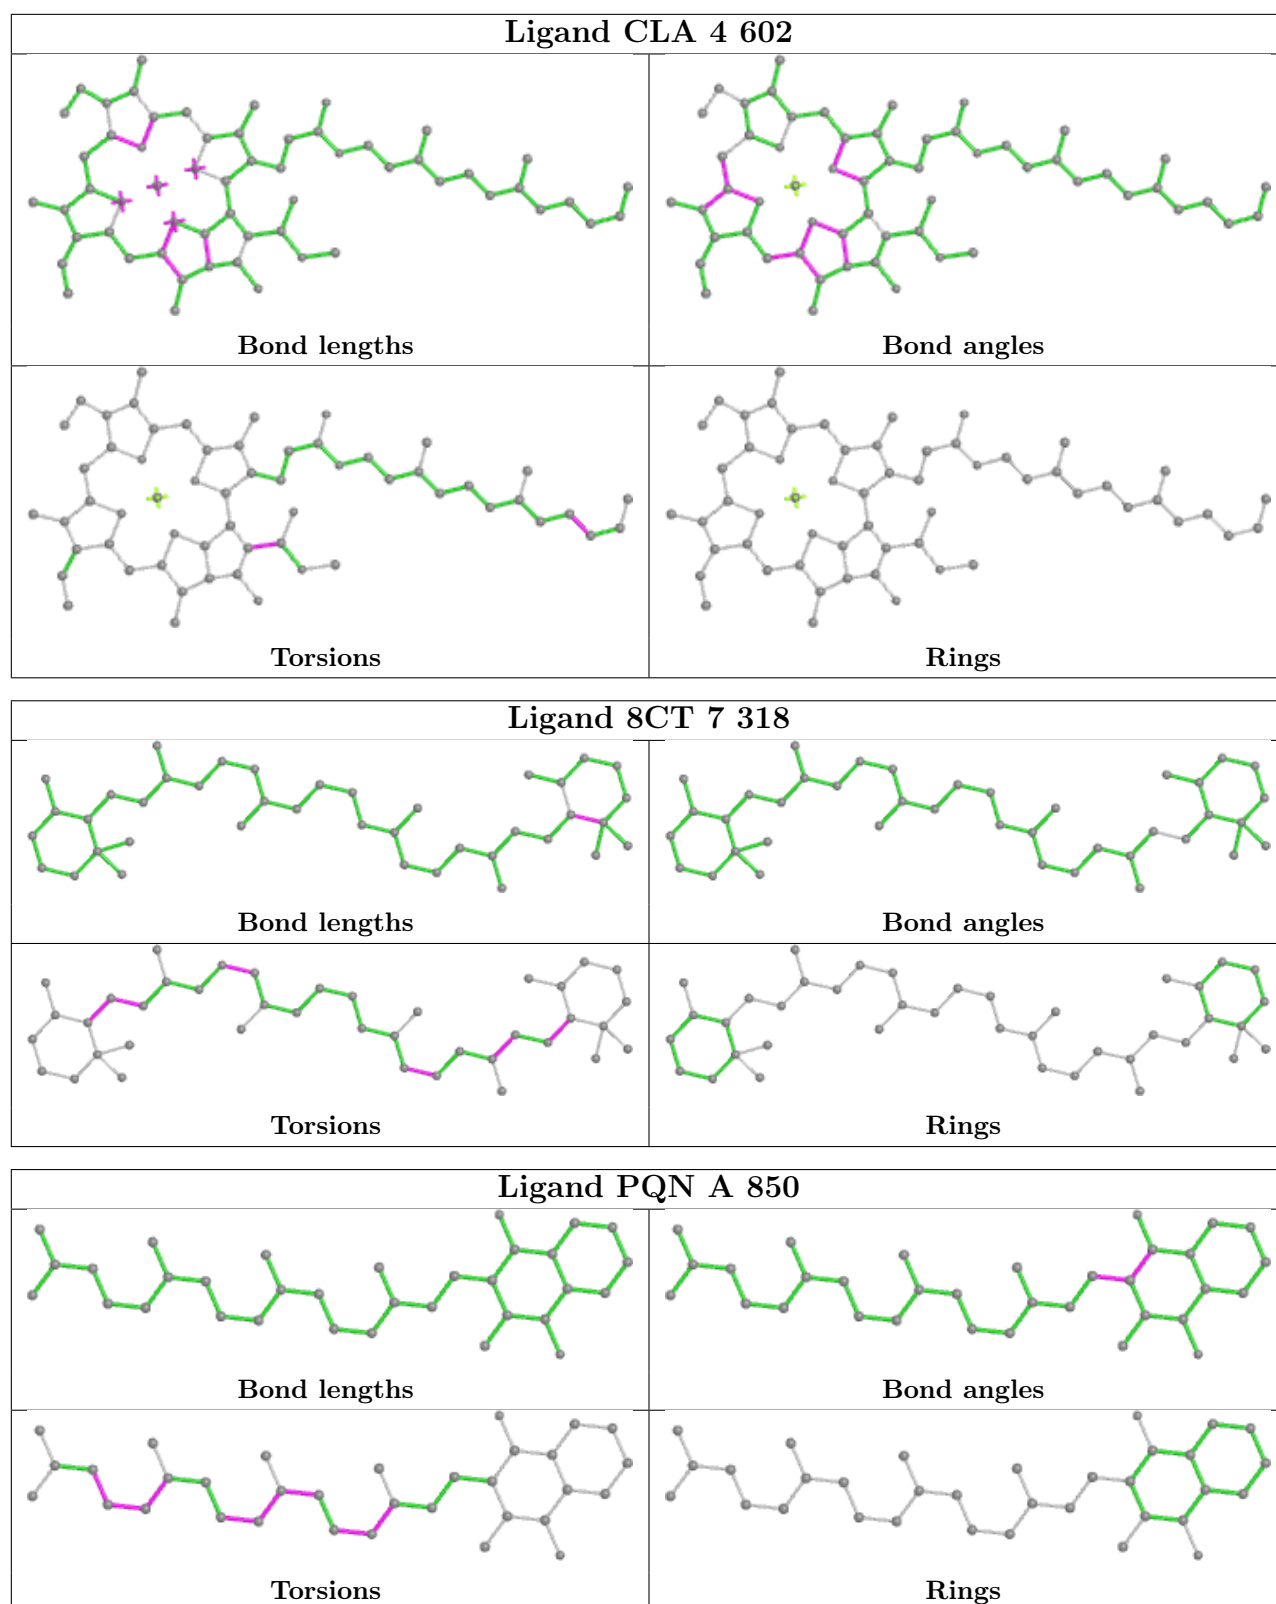 Ligand CLA 4 602
Bond lengths
Bond angles
Torsions
Rings
Ligand 8CT 7 318
Bond lengths
Bond angles
Torsions
Rings
Ligand PQN A 850
Bond lengths
Bond angles
Torsions
Rings